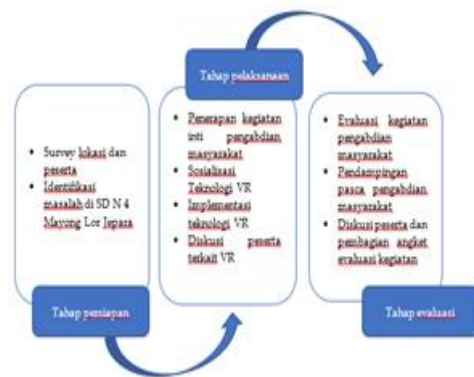 Survey lokasi dan
peserta
Identifikasi
masalah di SD N 4
Mayong Lor Jepara
Tahap persiapan
Tahap pelaksanaan
Penerapan kegiatan
inti pengabdian
masyarakat
Sosialisasi
Teknologi VR
Implementasi
teknologi VR
Diskusi peserta
terkait VR
Evaluasi kegiatan
pengabdian
masyarakat
Pendampingan
pasca pengabdian
masyarakat
Diskusi peserta dan
pembagian angket
evaluasi kegiatan
Tahap evaluasi